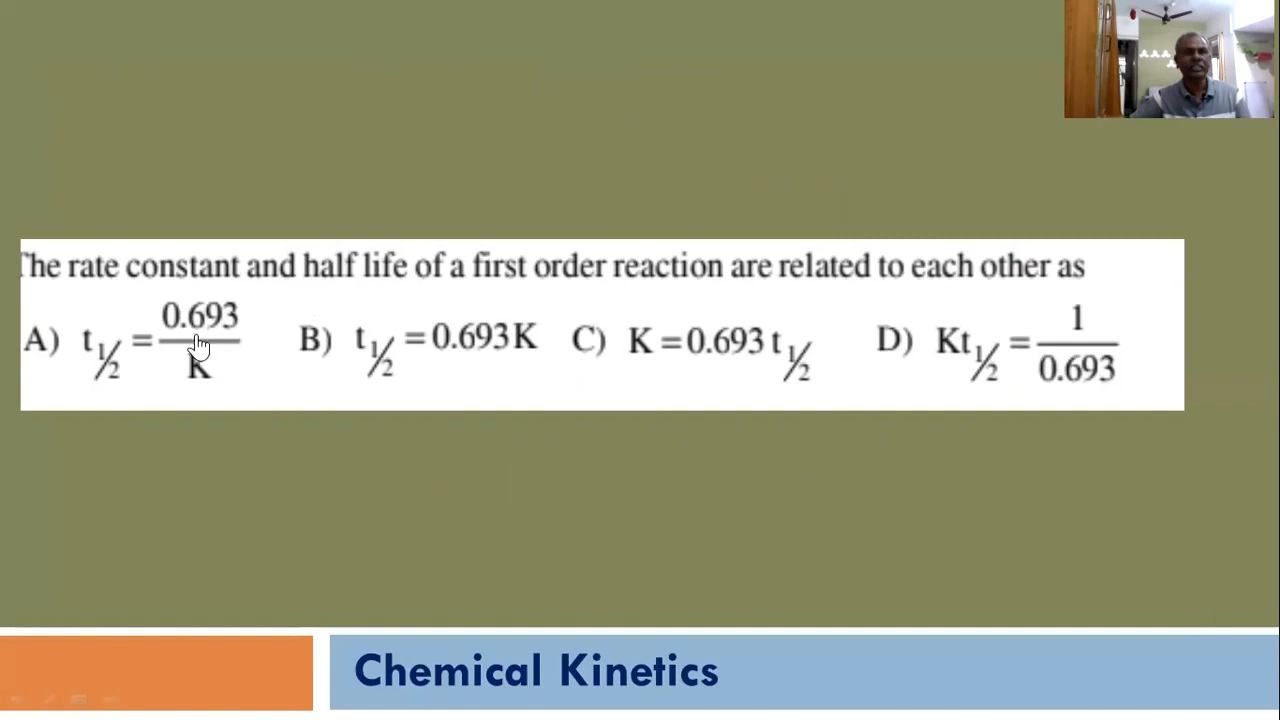 The rate constant and half life of a first order reaction are related to each other as
A) t1/2 = 0.693/K B) t1/2 = 0.693K C) K = 0.693 t1/2 D) Kt1/2 = 1/0.693
Chemical Kinetics